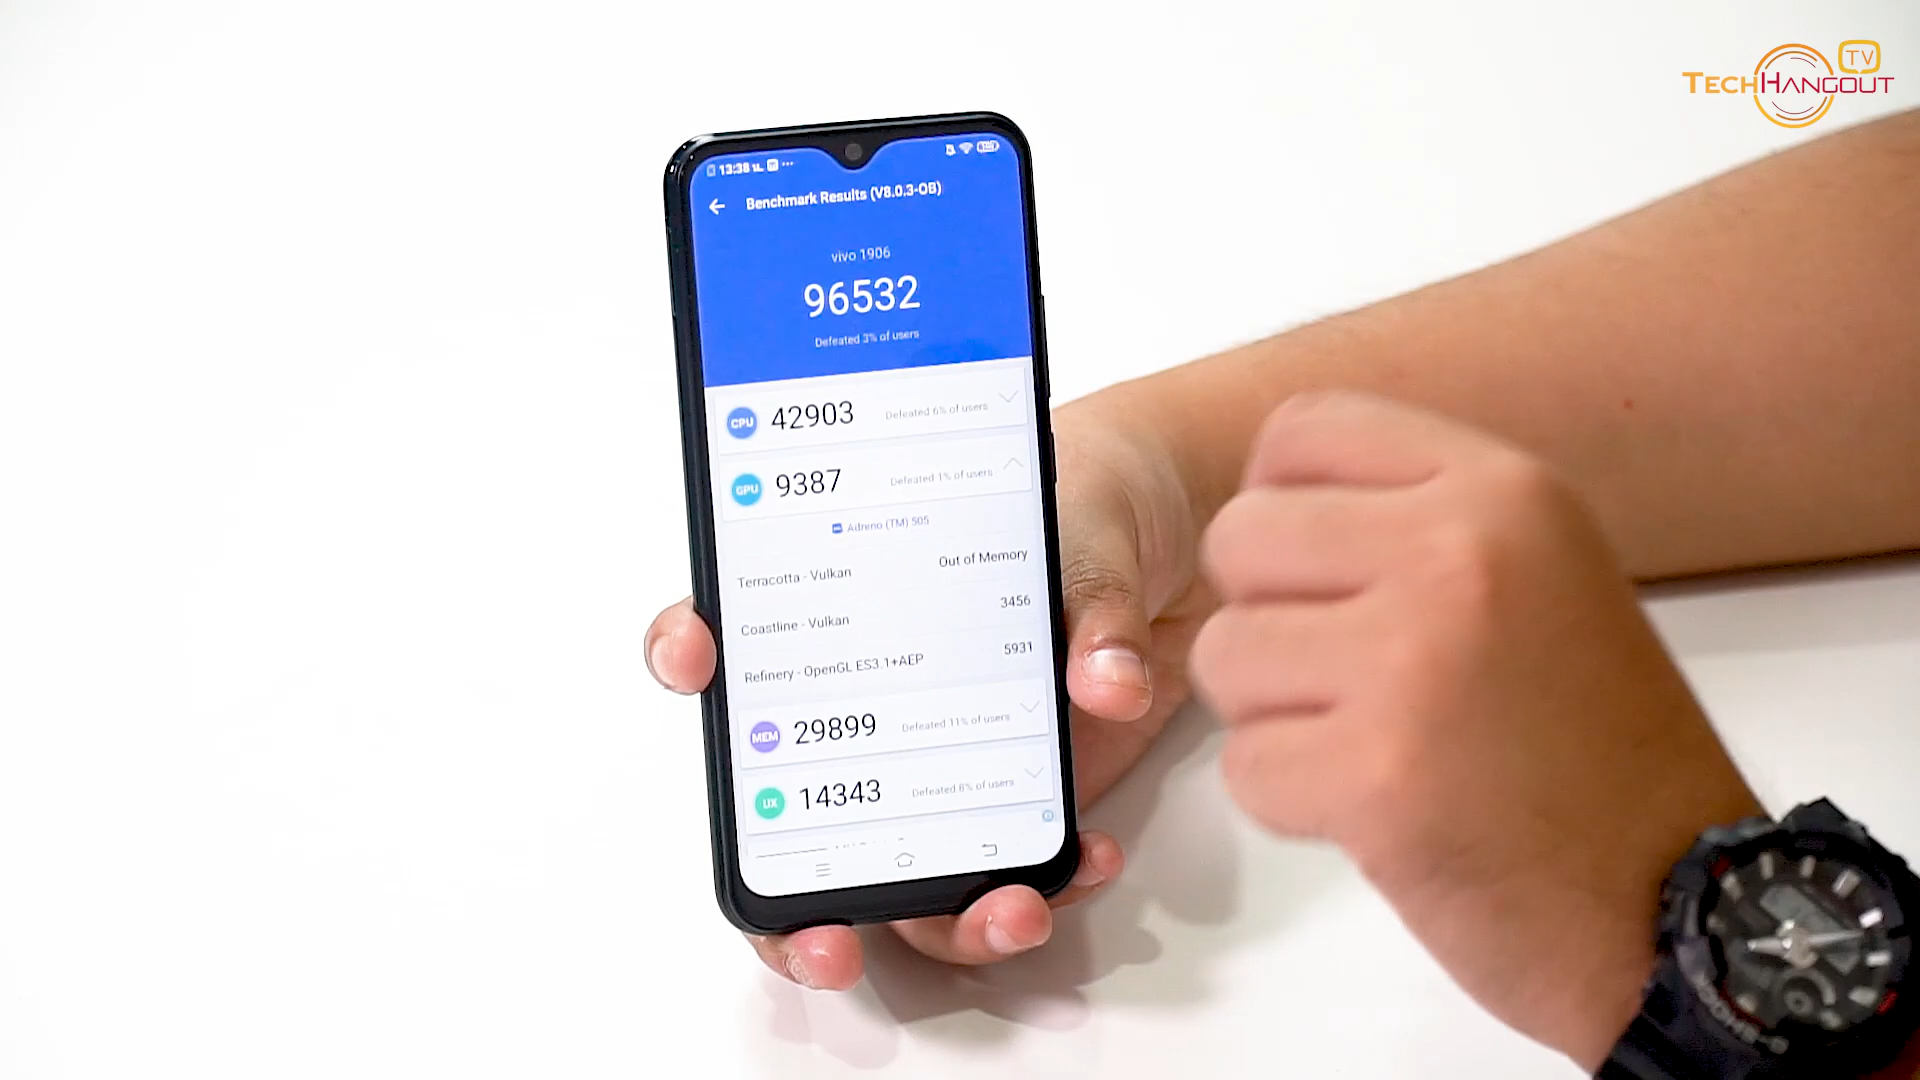 TV
TECHHANGOUT
13:38 น. ...
Benchmark Results (V8.0.3-OB)
vivo 1906
96532
Defeated 3% of users
CPU 42903 Defeated 6% of users
GPU 9387 Defeated 1% of users
Adreno (TM) 505
Terracotta - Vulkan Out of Memory
Coastline - Vulkan 3456
Refinery - OpenGL ES3.1+AEP 5931
MEM 29899 Defeated 11% of users
UX 14343 Defeated 8% of users